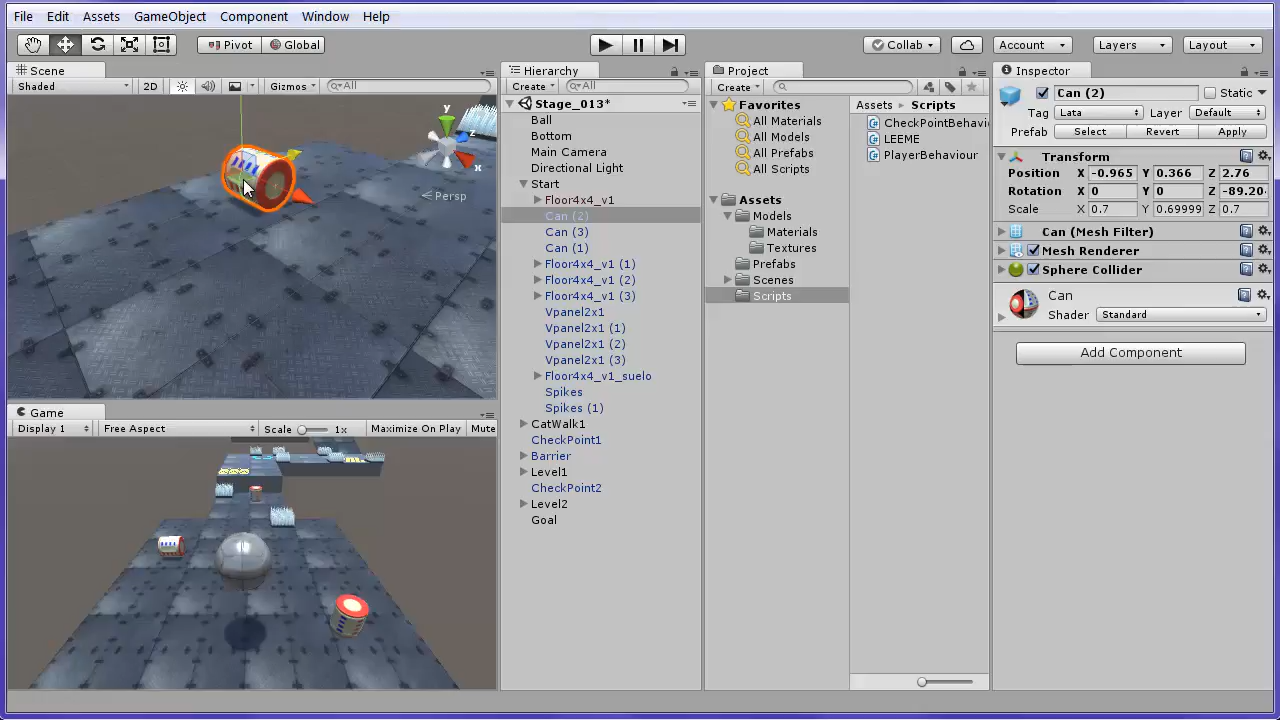 File Edit Assets GameObject Component Window Help
Pivot Global Collab Account Layers Layout
Scene
Shaded 2D Gizmos All
y
z
x
Persp
Game
Display 1 Free Aspect Scale 1x Maximize On Play Mute
Hierarchy
Create All
Stage_013*
Ball
Bottom
Main Camera
Directional Light
Start
Floor4x4_v1
Can (2)
Can (3)
Can (1)
Floor4x4_v1 (1)
Floor4x4_v1 (2)
Floor4x4_v1 (3)
Vpanel2x1
Vpanel2x1 (1)
Vpanel2x1 (2)
Vpanel2x1 (3)
Floor4x4_v1_suelo
Spikes
Spikes (1)
CatWalk1
CheckPoint1
Barrier
Level1
CheckPoint2
Level2
Goal
Project
Create
Favorites
All Materials
All Models
All Prefabs
All Scripts
Assets
Models
Materials
Textures
Prefabs
Scenes
Scripts
Assets Scripts
CheckPointBehavi
LEEME
PlayerBehaviour
Inspector
Can (2) Static
Tag Lata Layer Default
Prefab Select Revert Apply
Transform
Position X -0.965 Y 0.366 Z 2.76
Rotation X 0 Y 0 Z -89.20
Scale X 0.7 Y 0.69999 Z 0.7
Can (Mesh Filter)
Mesh Renderer
Sphere Collider
Can
Shader Standard
Add Component